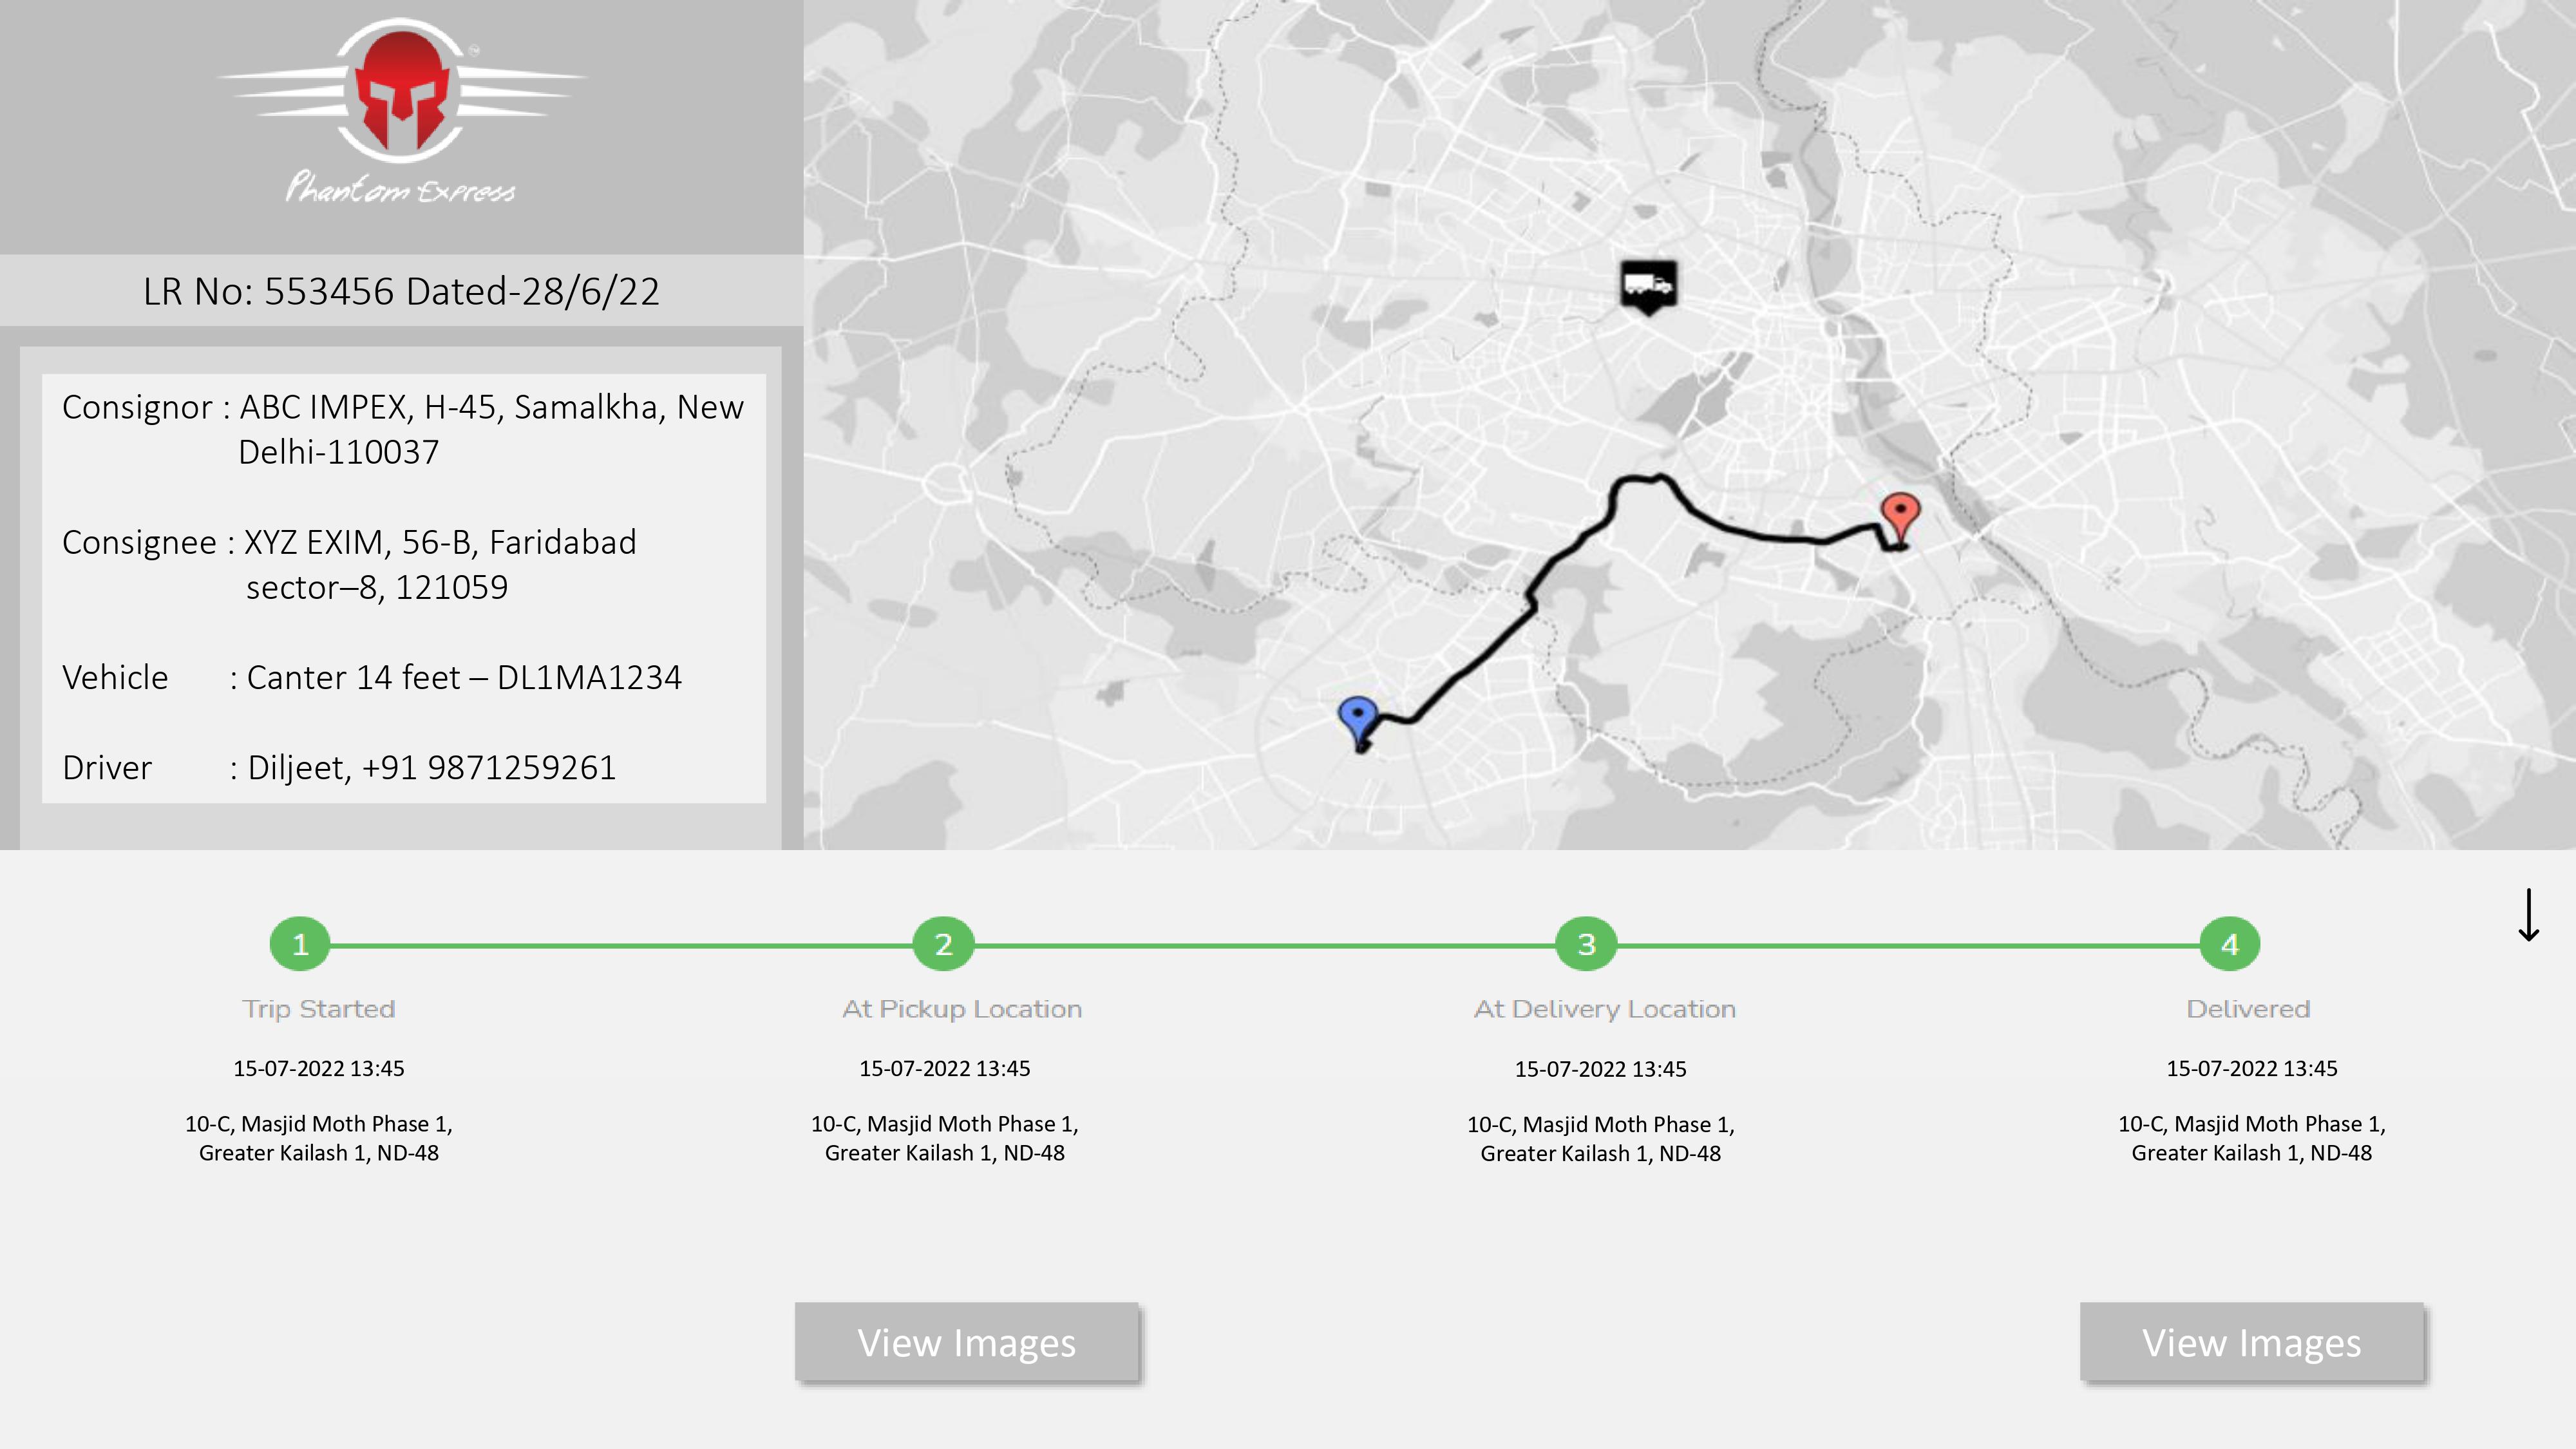 Phantom Express
LR No: 553456 Dated-28/6/22
Consignor : ABC IMPEX, H-45, Samalkha, New
Delhi-110037
Consignee : XYZ EXIM, 56-B, Faridabad
sector–8, 121059
Vehicle : Canter 14 feet – DL1MA1234
Driver : Diljeet, +91 9871259261
1
2
3
4
Trip Started
At Pickup Location
At Delivery Location
Delivered
15-07-2022 13:45
15-07-2022 13:45
15-07-2022 13:45
15-07-2022 13:45
10-C, Masjid Moth Phase 1,
Greater Kailash 1, ND-48
10-C, Masjid Moth Phase 1,
Greater Kailash 1, ND-48
10-C, Masjid Moth Phase 1,
Greater Kailash 1, ND-48
10-C, Masjid Moth Phase 1,
Greater Kailash 1, ND-48
View Images
View Images